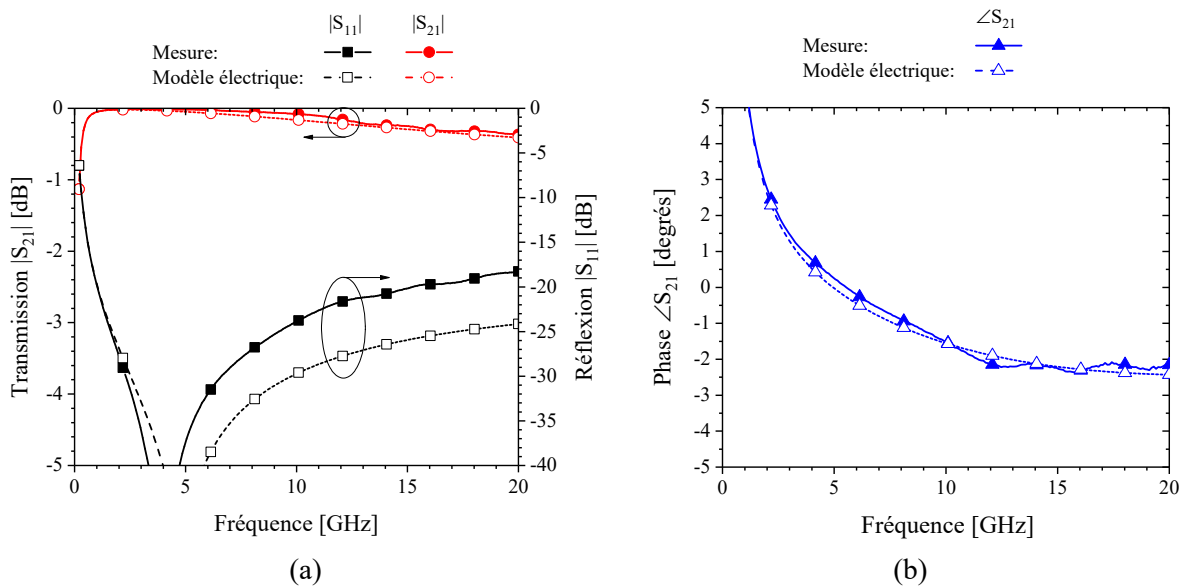 |S11| |S21|
Mesure:
Modèle électrique:
0
-1
-2
-3
-4
-5
Transmission |S21| [dB]
0
-5
-10
-15
-20
-25
-30
-35
-40
Réflexion |S11| [dB]
0 5 10 15 20
Fréquence [GHz]
(a)
∠S21
Mesure:
Modèle électrique:
5
4
3
2
1
0
-1
-2
-3
-4
-5
Phase ∠S21 [degrés]
0 5 10 15 20
Fréquence [GHz]
(b)